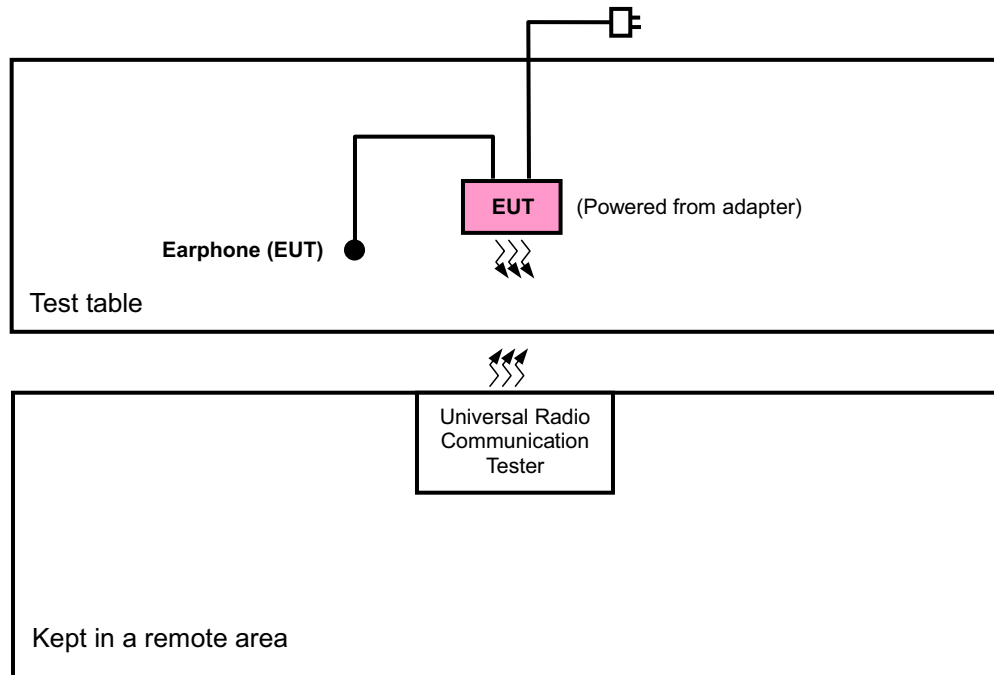 EUT
(Powered from adapter)
Earphone (EUT)
Test table
Universal Radio
Communication
Tester
Kept in a remote area